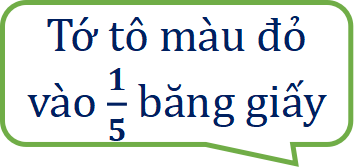 Tớ tô màu đỏ
vào 1/5 băng giấy